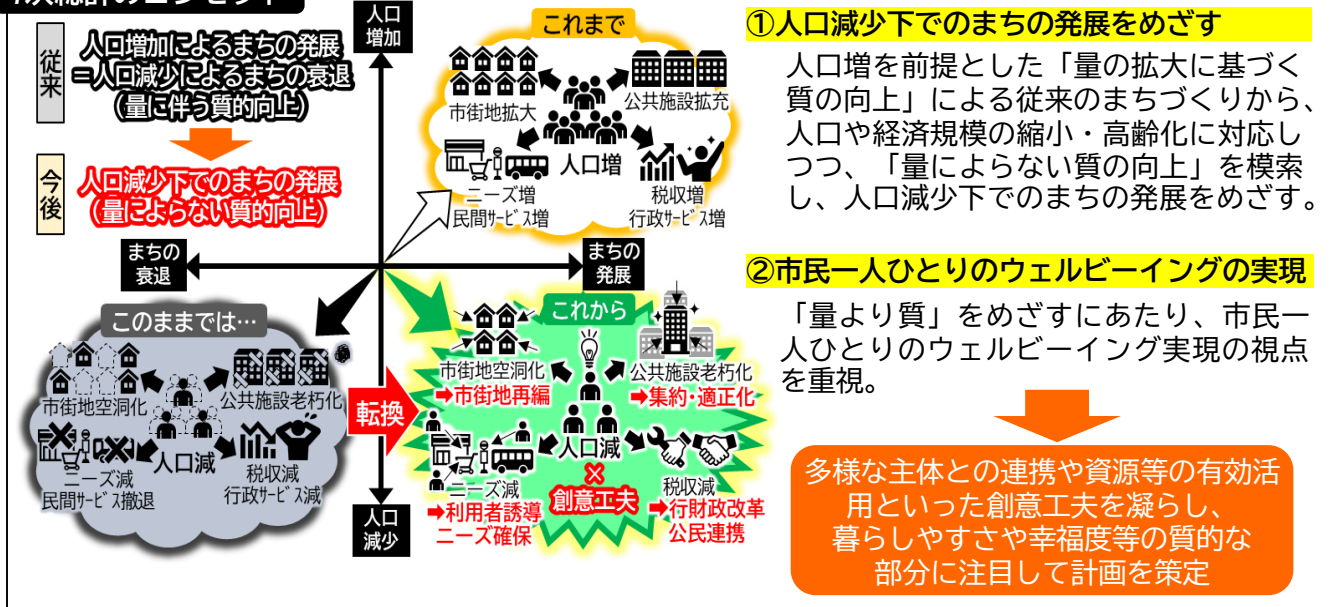 従来
人口増加によるまちの発展
=人口減少によるまちの衰退
(量に伴う質的向上)
今後
人口減少下でのまちの発展
(量によらない質的向上)
人口
増加
まちの
衰退
まちの
発展
人口
減少
これまで
市街地拡大
公共施設拡充
人口増
ニーズ増
民間サービス増
税収増
行政サービス増
このままでは…
市街地空洞化
公共施設老朽化
人口減
ニーズ減
民間サービス撤退
税収減
行政サービス減
転換
これから
市街地空洞化
➡市街地再編
公共施設老朽化
➡集約・適正化
人口減
×
創意工夫
ニーズ減
➡利用者誘導
ニーズ確保
税収減
➡行財政改革
公民連携
①人口減少下でのまちの発展をめざす
人口増を前提とした「量の拡大に基づく
質の向上」による従来のまちづくりから、
人口や経済規模の縮小・高齢化に対応し
つつ、「量によらない質の向上」を模索
し、人口減少下でのまちの発展をめざす。
②市民一人ひとりのウェルビーイングの実現
「量より質」をめざすにあたり、市民一
人ひとりのウェルビーイング実現の視点
を重視。
多様な主体との連携や資源等の有効活
用といった創意工夫を凝らし、
暮らしやすさや幸福度等の質的な
部分に注目して計画を策定